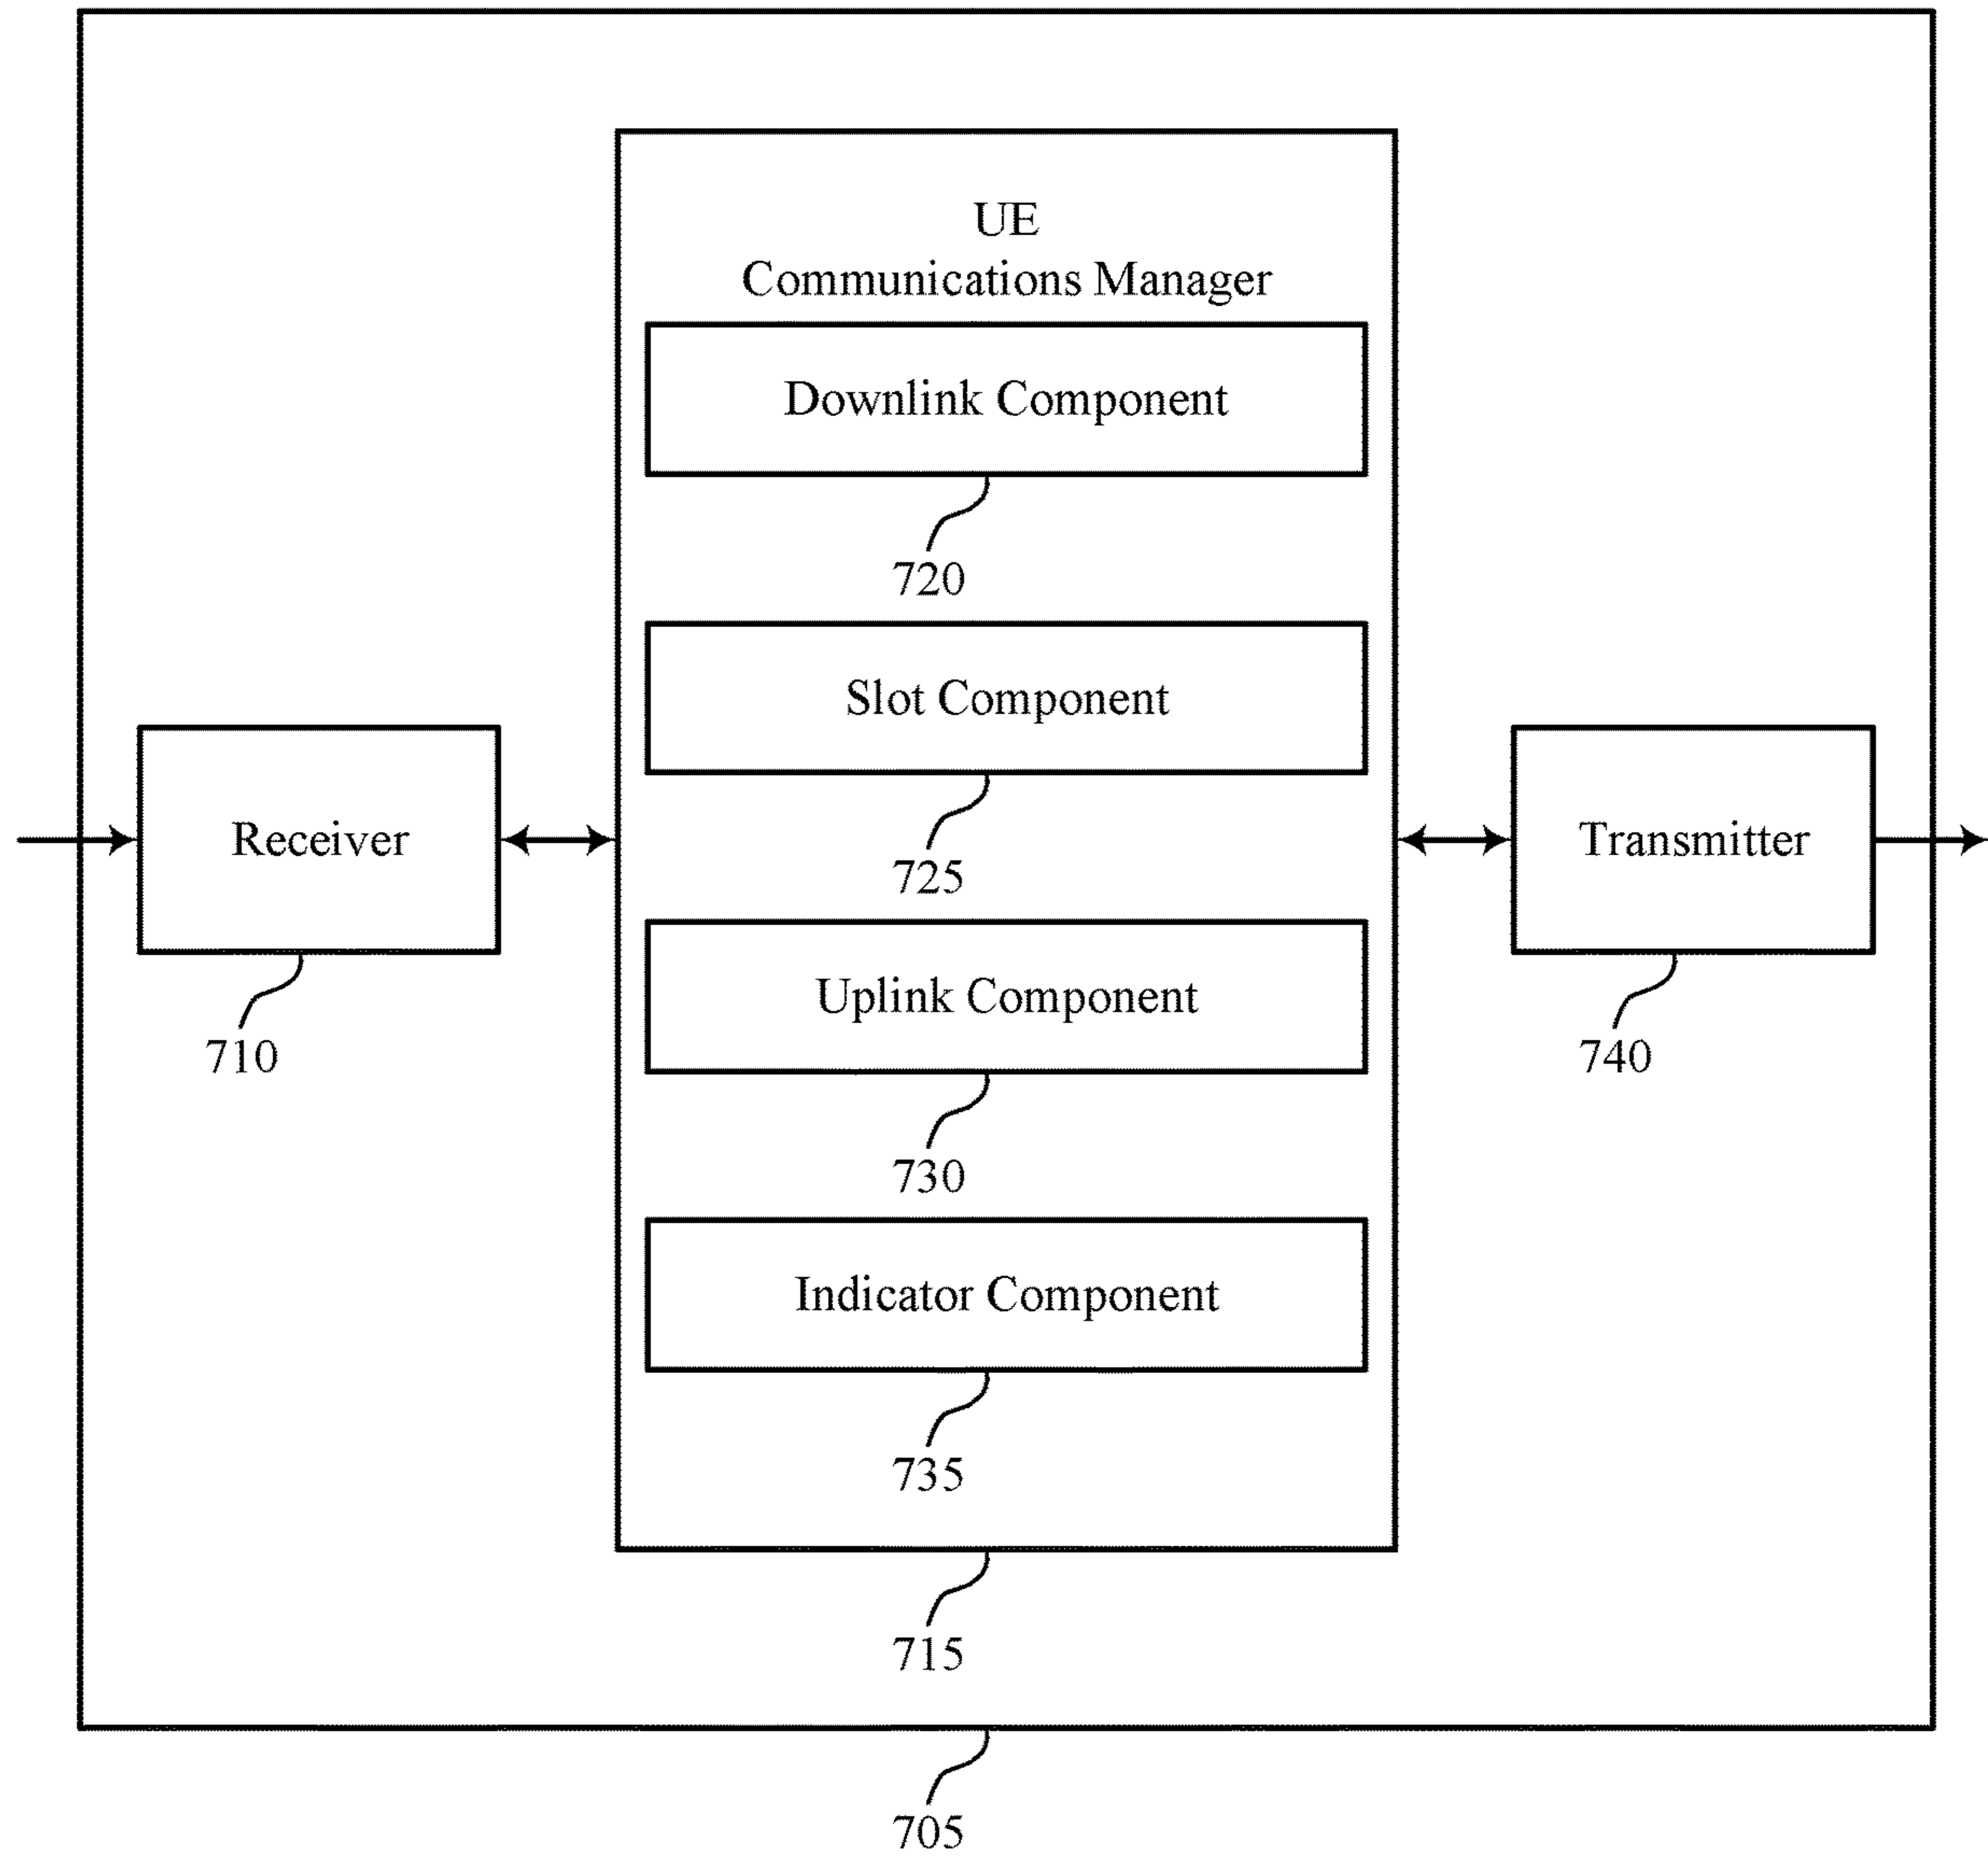 UE
Communications Manager
Downlink Component
720
Slot Component
725
Receiver
710
Transmitter
740
Uplink Component
730
Indicator Component
735
715
705